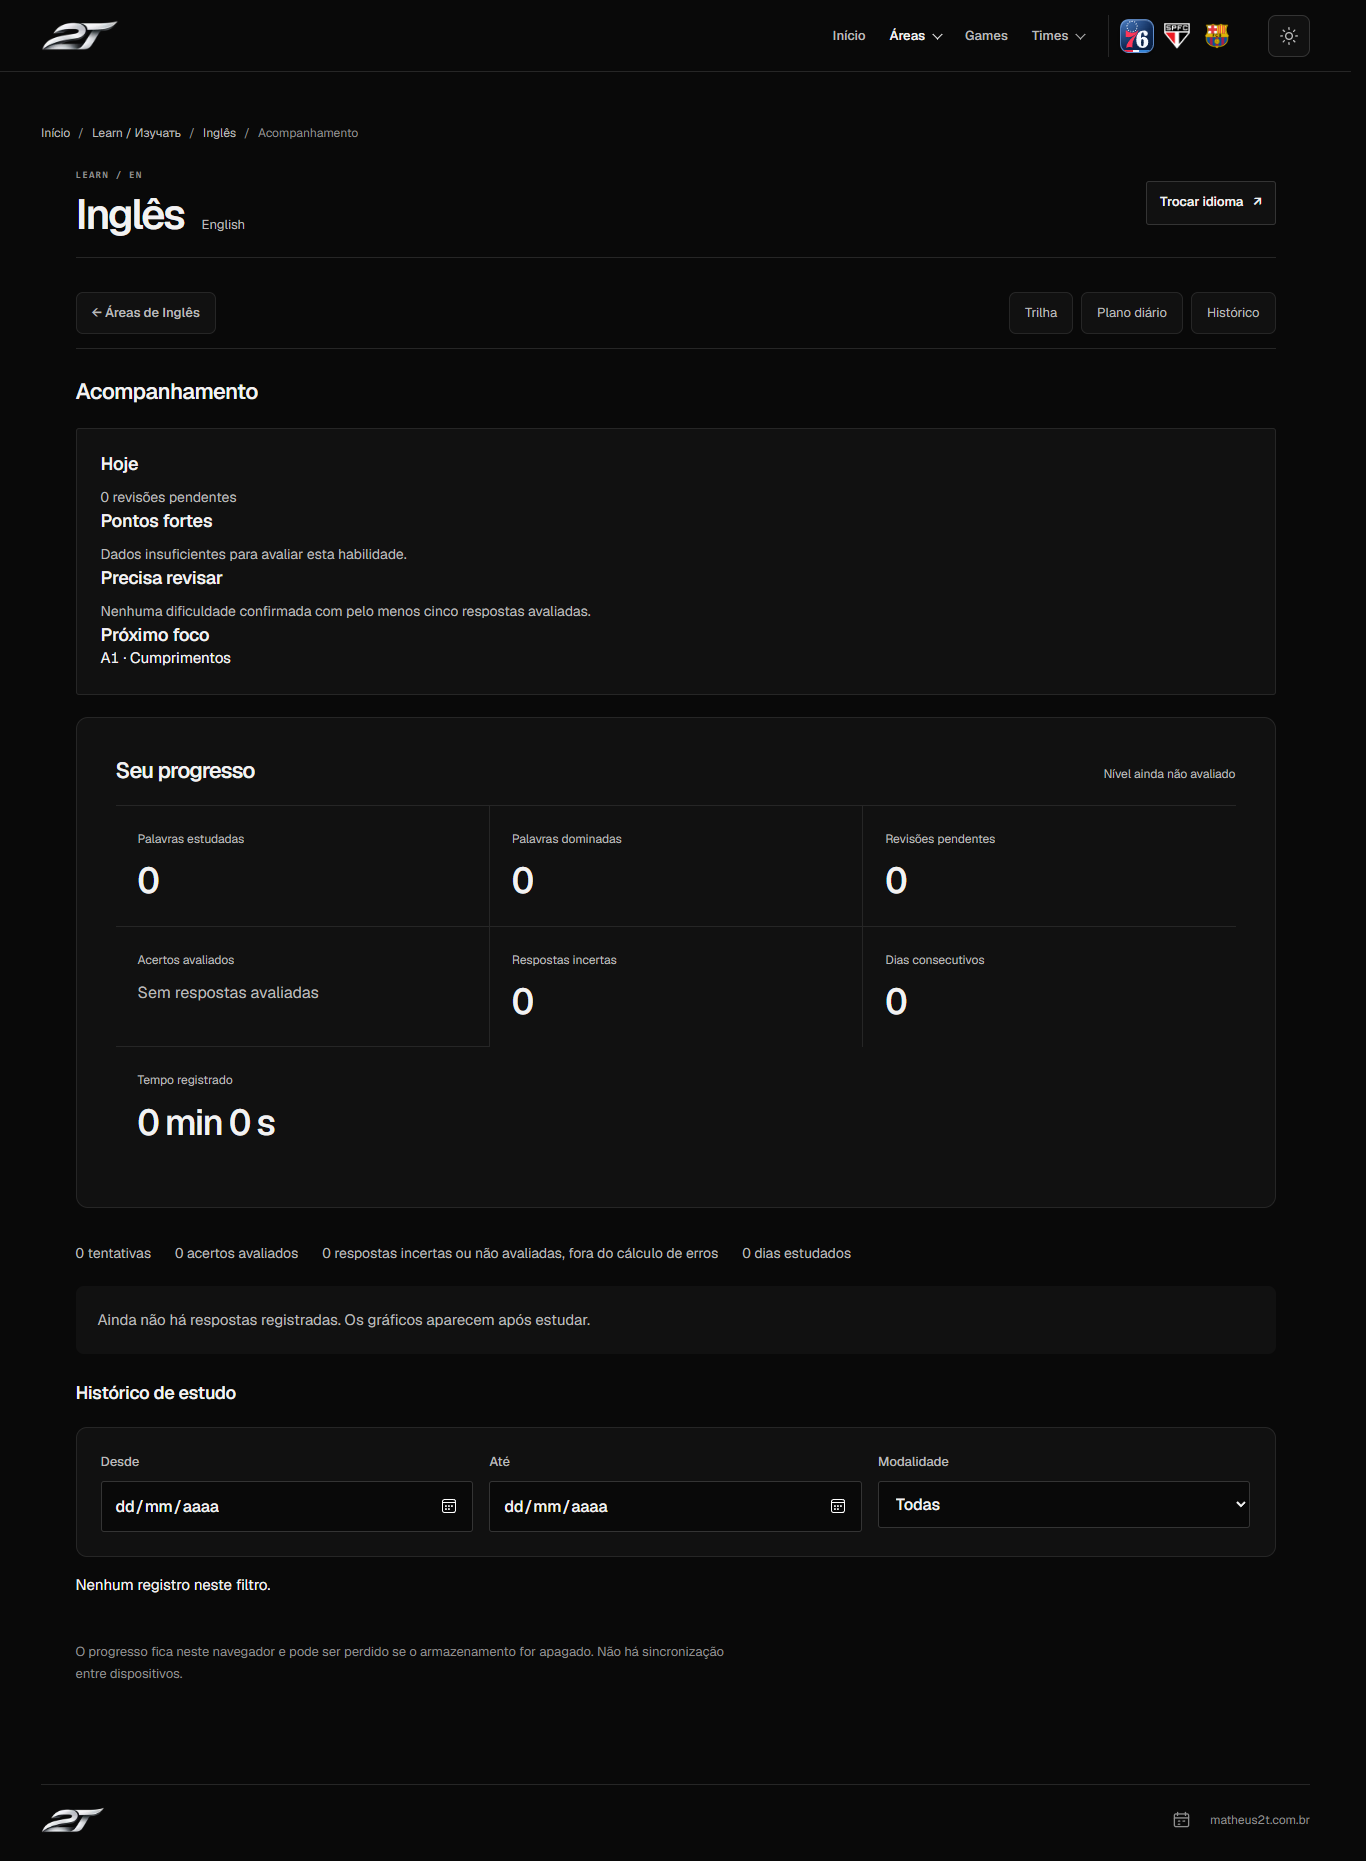 2T
Início Áreas Games Times 76 SPFC
Início / Learn / Изучать / Inglês / Acompanhamento
LEARN / EN
Inglês English
Trocar idioma ↗
← Áreas de Inglês
Trilha Plano diário Histórico
Acompanhamento
Hoje
0 revisões pendentes
Pontos fortes
Dados insuficientes para avaliar esta habilidade.
Precisa revisar
Nenhuma dificuldade confirmada com pelo menos cinco respostas avaliadas.
Próximo foco
A1 · Cumprimentos
Seu progresso
Nível ainda não avaliado
Palavras estudadas Palavras dominadas Revisões pendentes
0 0 0
Acertos avaliados Respostas incertas Dias consecutivos
Sem respostas avaliadas 0 0
Tempo registrado
0 min 0 s
0 tentativas 0 acertos avaliados 0 respostas incertas ou não avaliadas, fora do cálculo de erros 0 dias estudados
Ainda não há respostas registradas. Os gráficos aparecem após estudar.
Histórico de estudo
Desde Até Modalidade
dd/mm/aaaa dd/mm/aaaa Todas
Nenhum registro neste filtro.
O progresso fica neste navegador e pode ser perdido se o armazenamento for apagado. Não há sincronização
entre dispositivos.
2T
matheus2t.com.br